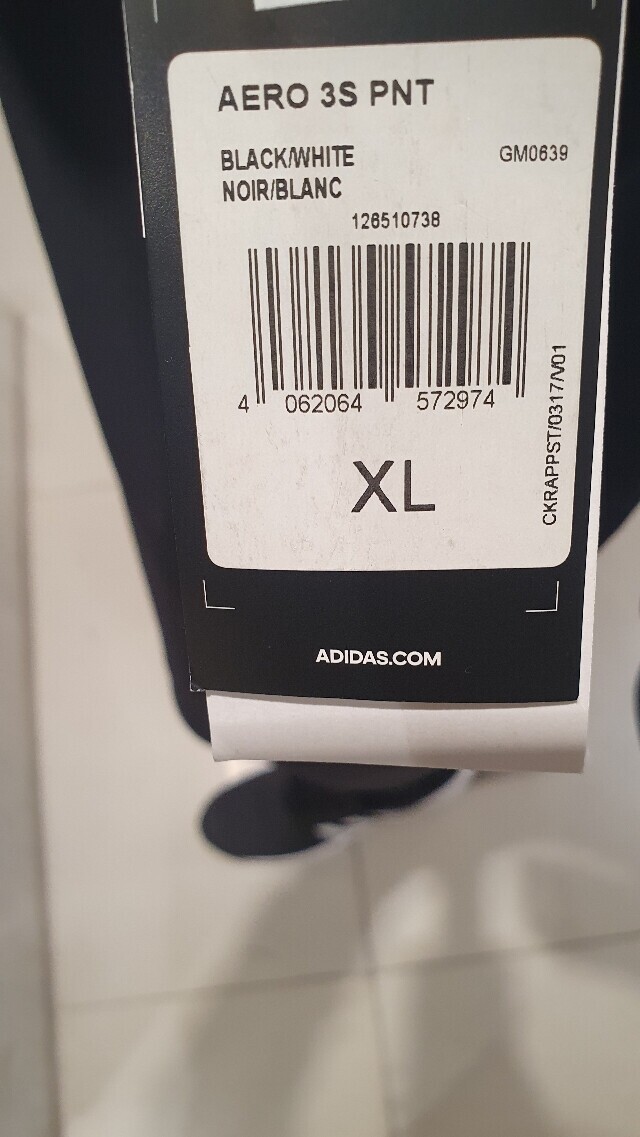 AERO 3S PNT
BLACK/WHITE
GM0639
NOIR/BLANC
126510738
4 062064 572974
XL
CKRAPPST/0317/V01
ADIDAS.COM